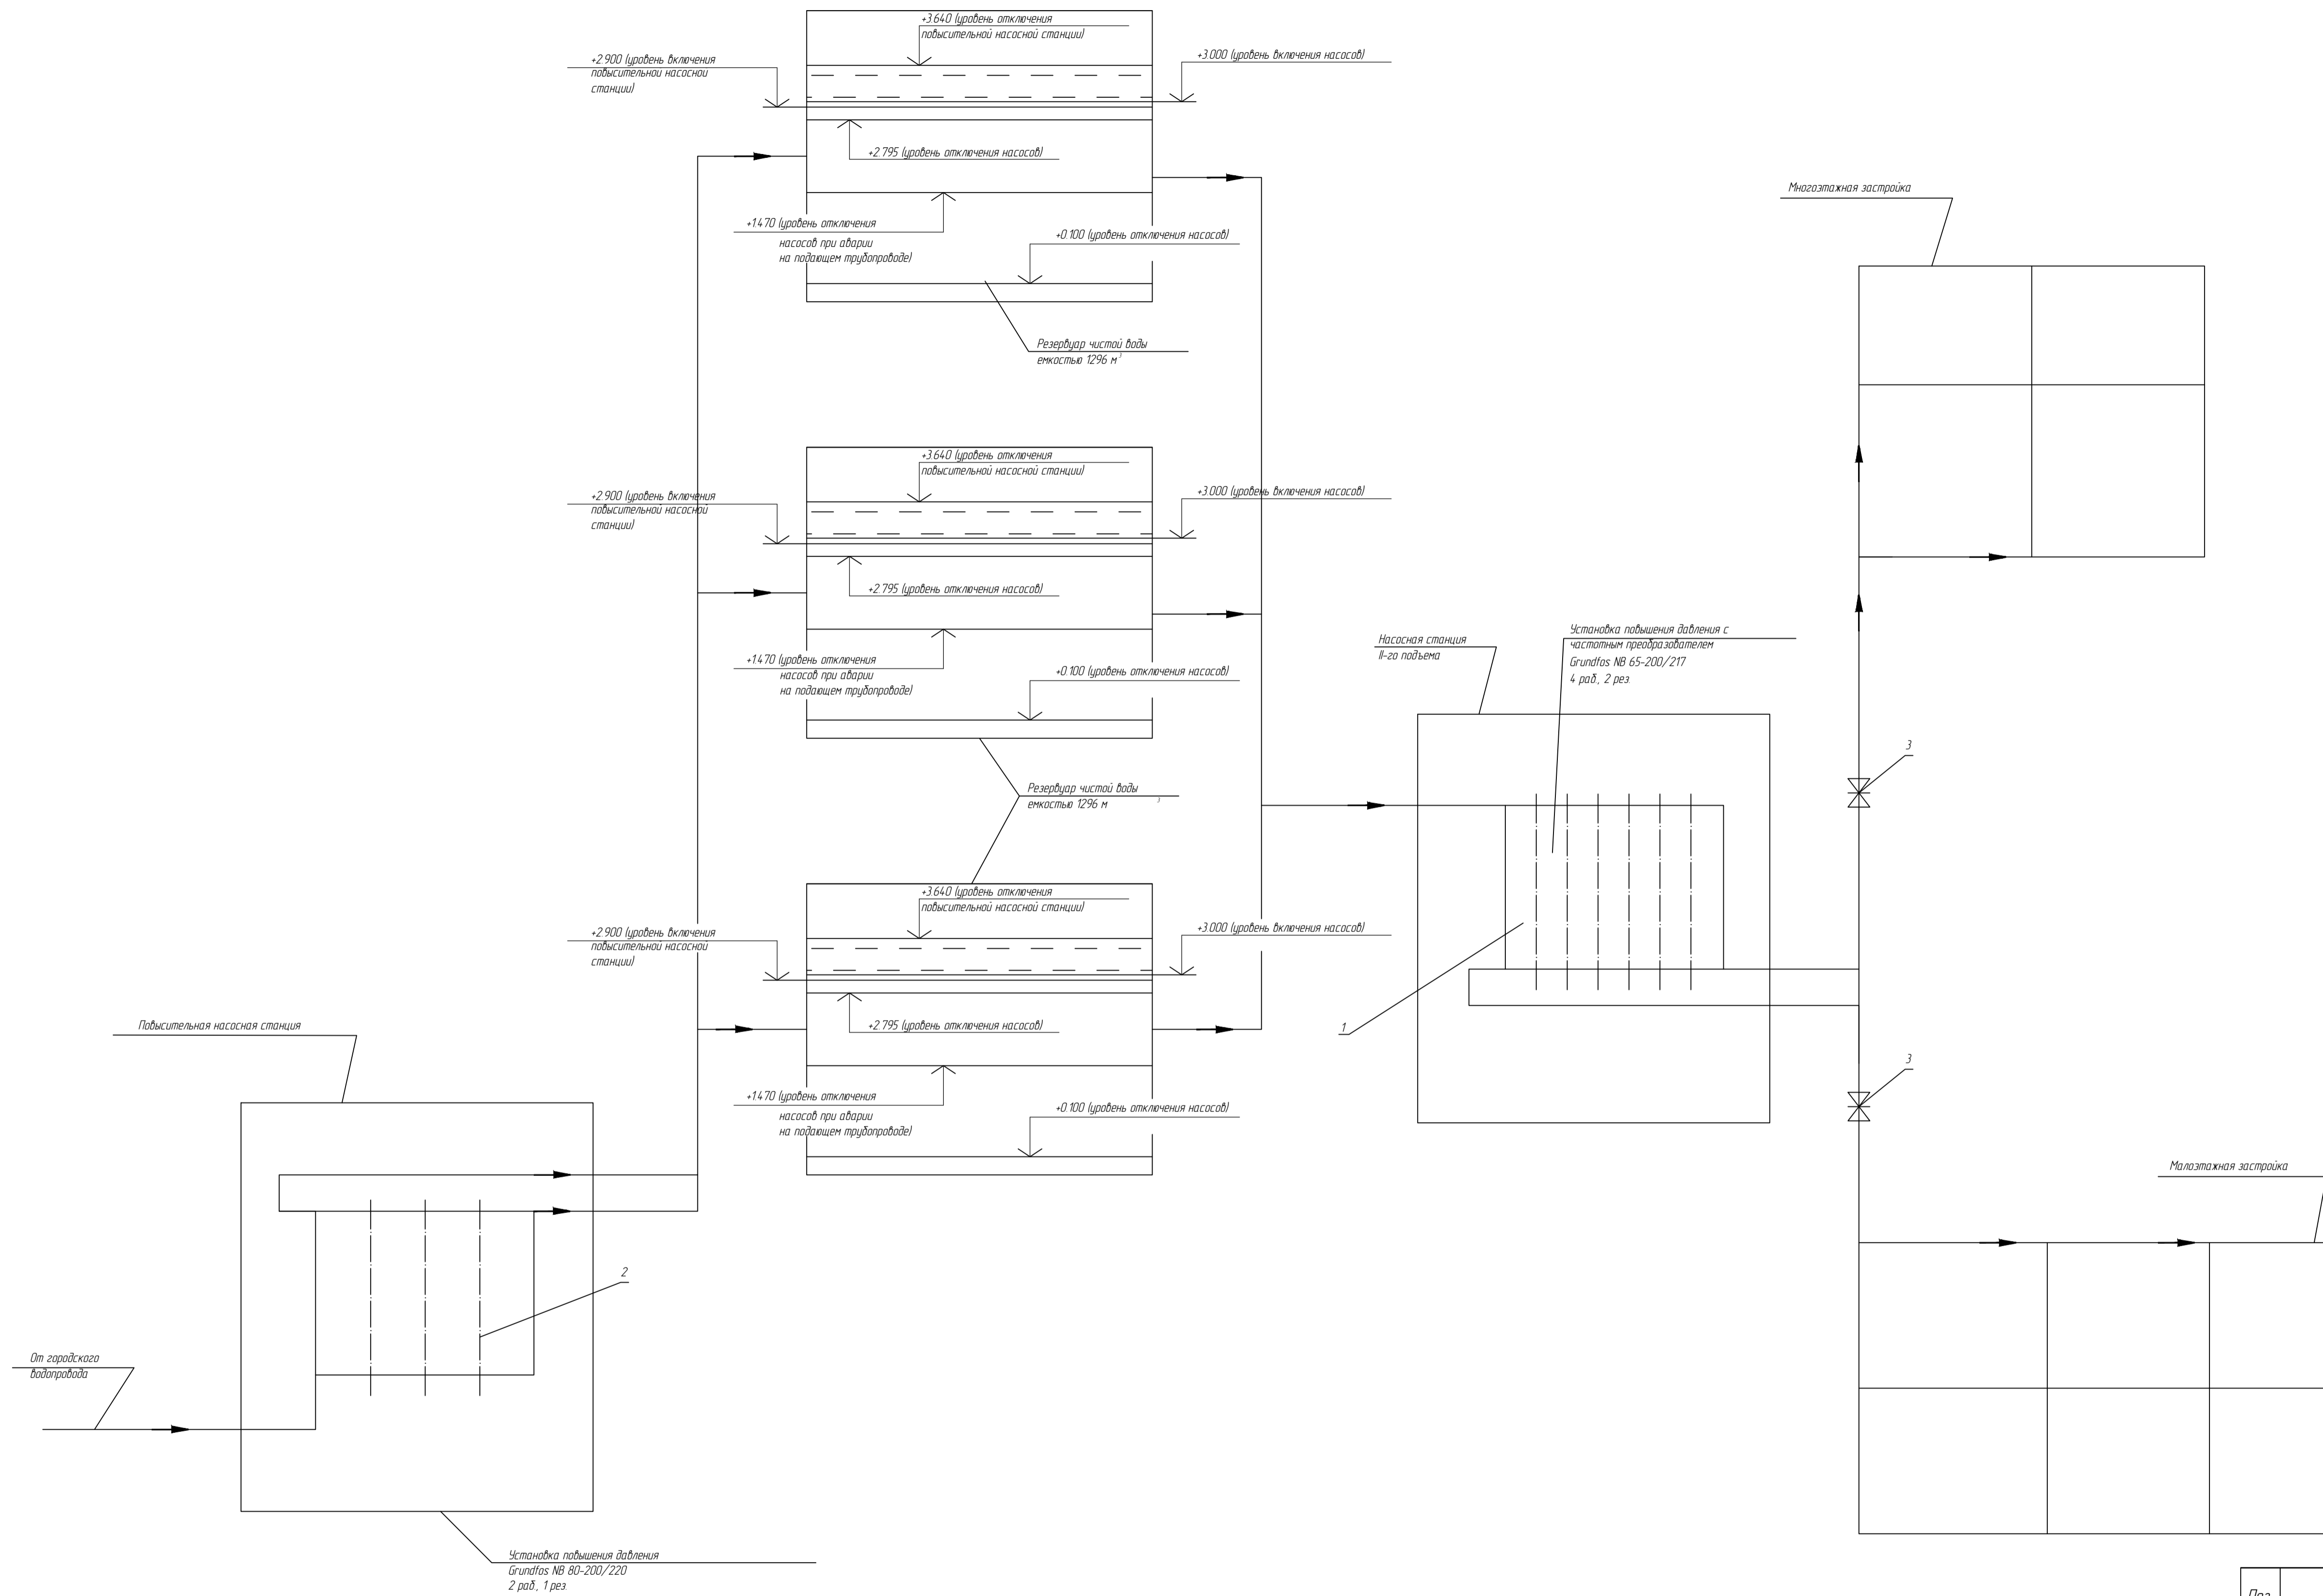 +3.640 (уровень отключения
повысительной насосной станции)
+2.900 (уровень включения
повысительной насосной
станции)
+3.000 (уровень включения насосов)
+2.795 (уровень отключения насосов)
+1.470 (уровень отключения
насосов при аварии
на подающем трубопроводе)
+0.100 (уровень отключения насосов)
Резервуар чистой воды
емкостью 1296 м³
Многоэтажная застройка
+3.640 (уровень отключения
повысительной насосной станции)
+2.900 (уровень включения
повысительной насосной
станции)
+3.000 (уровень включения насосов)
+2.795 (уровень отключения насосов)
+1.470 (уровень отключения
насосов при аварии
на подающем трубопроводе)
+0.100 (уровень отключения насосов)
Насосная станция
II-го подъема
Установка повышения давления с
частотным преобразователем
Grundfos NB 65-200/217
4 раб., 2 рез.
3
Резервуар чистой воды
емкостью 1296 м ³
+3.640 (уровень отключения
повысительной насосной станции)
+2.900 (уровень включения
повысительной насосной
станции)
+3.000 (уровень включения насосов)
+2.795 (уровень отключения насосов)
+1.470 (уровень отключения
насосов при аварии
на подающем трубопроводе)
+0.100 (уровень отключения насосов)
1
3
Повысительная насосная станция
Малоэтажная застройка
2
От городского
водопровода
Установка повышения давления
Grundfos NB 80-200/220
2 раб., 1 рез.
Поз